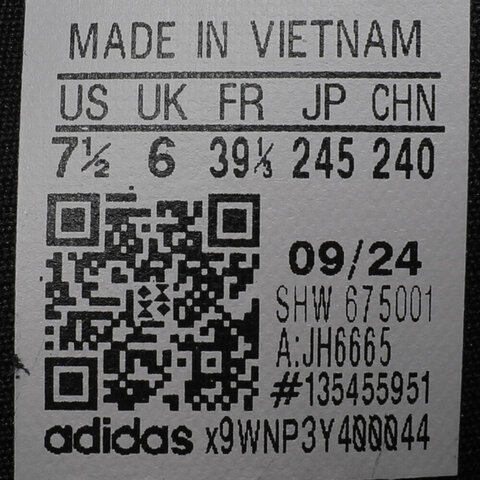 MADE IN VIETNAM
US UK FR JP CHN
7½ 6 39⅓ 245 240
09/24
SHW 675001
A:JH6665
#135455951
adidas x9WNP3Y400044